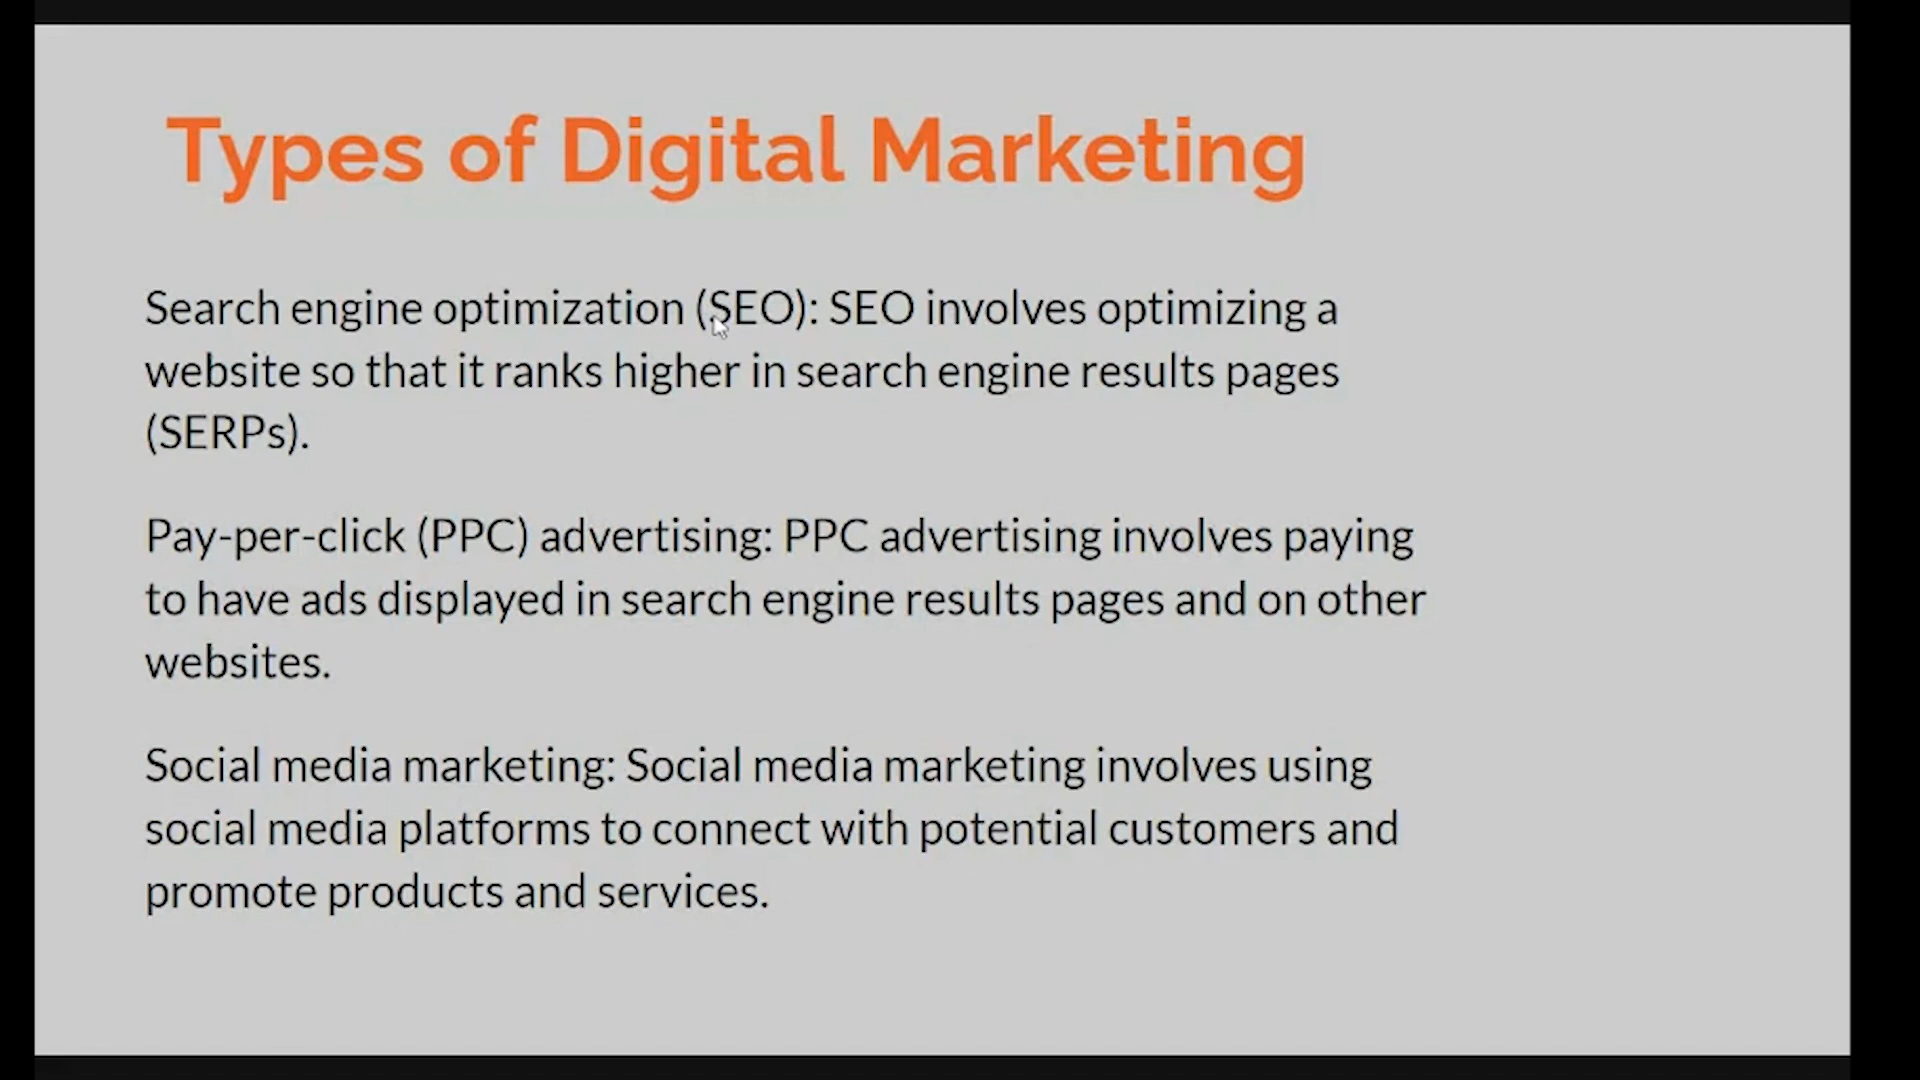 Types of Digital Marketing
Search engine optimization (SEO): SEO involves optimizing a
website so that it ranks higher in search engine results pages
(SERPs).
Pay-per-click (PPC) advertising: PPC advertising involves paying
to have ads displayed in search engine results pages and on other
websites.
Social media marketing: Social media marketing involves using
social media platforms to connect with potential customers and
promote products and services.